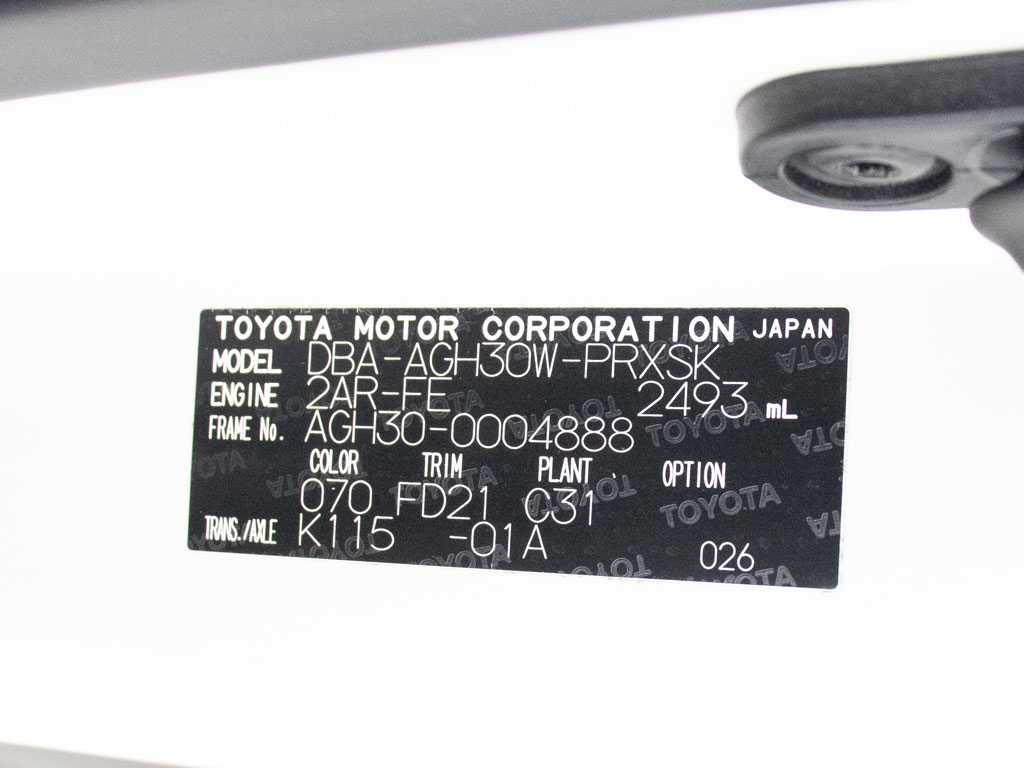 TOYOTA MOTOR CORPORATION JAPAN
MODEL DBA-AGH30W-PRXSK
ENGINE 2AR-FE 2493 mL
FRAME No. AGH30-0004888
COLOR TRIM PLANT OPTION
070 FD21 C31
TRANS./AXLE K115 -01A
026